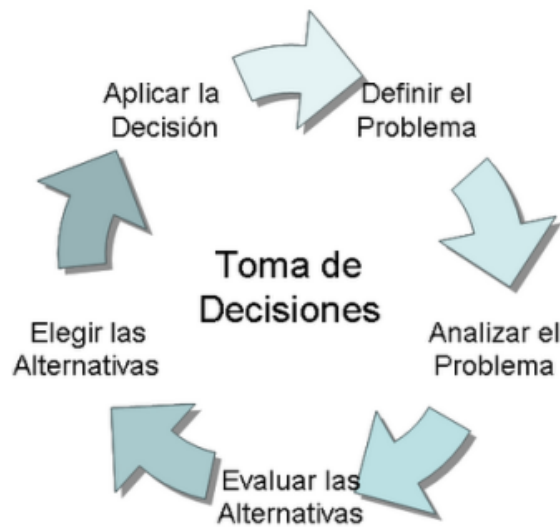 Aplicar la
Decisión
Definir el
Problema
Toma de
Decisiones
Analizar el
Problema
Evaluar las
Alternativas
Elegir las
Alternativas